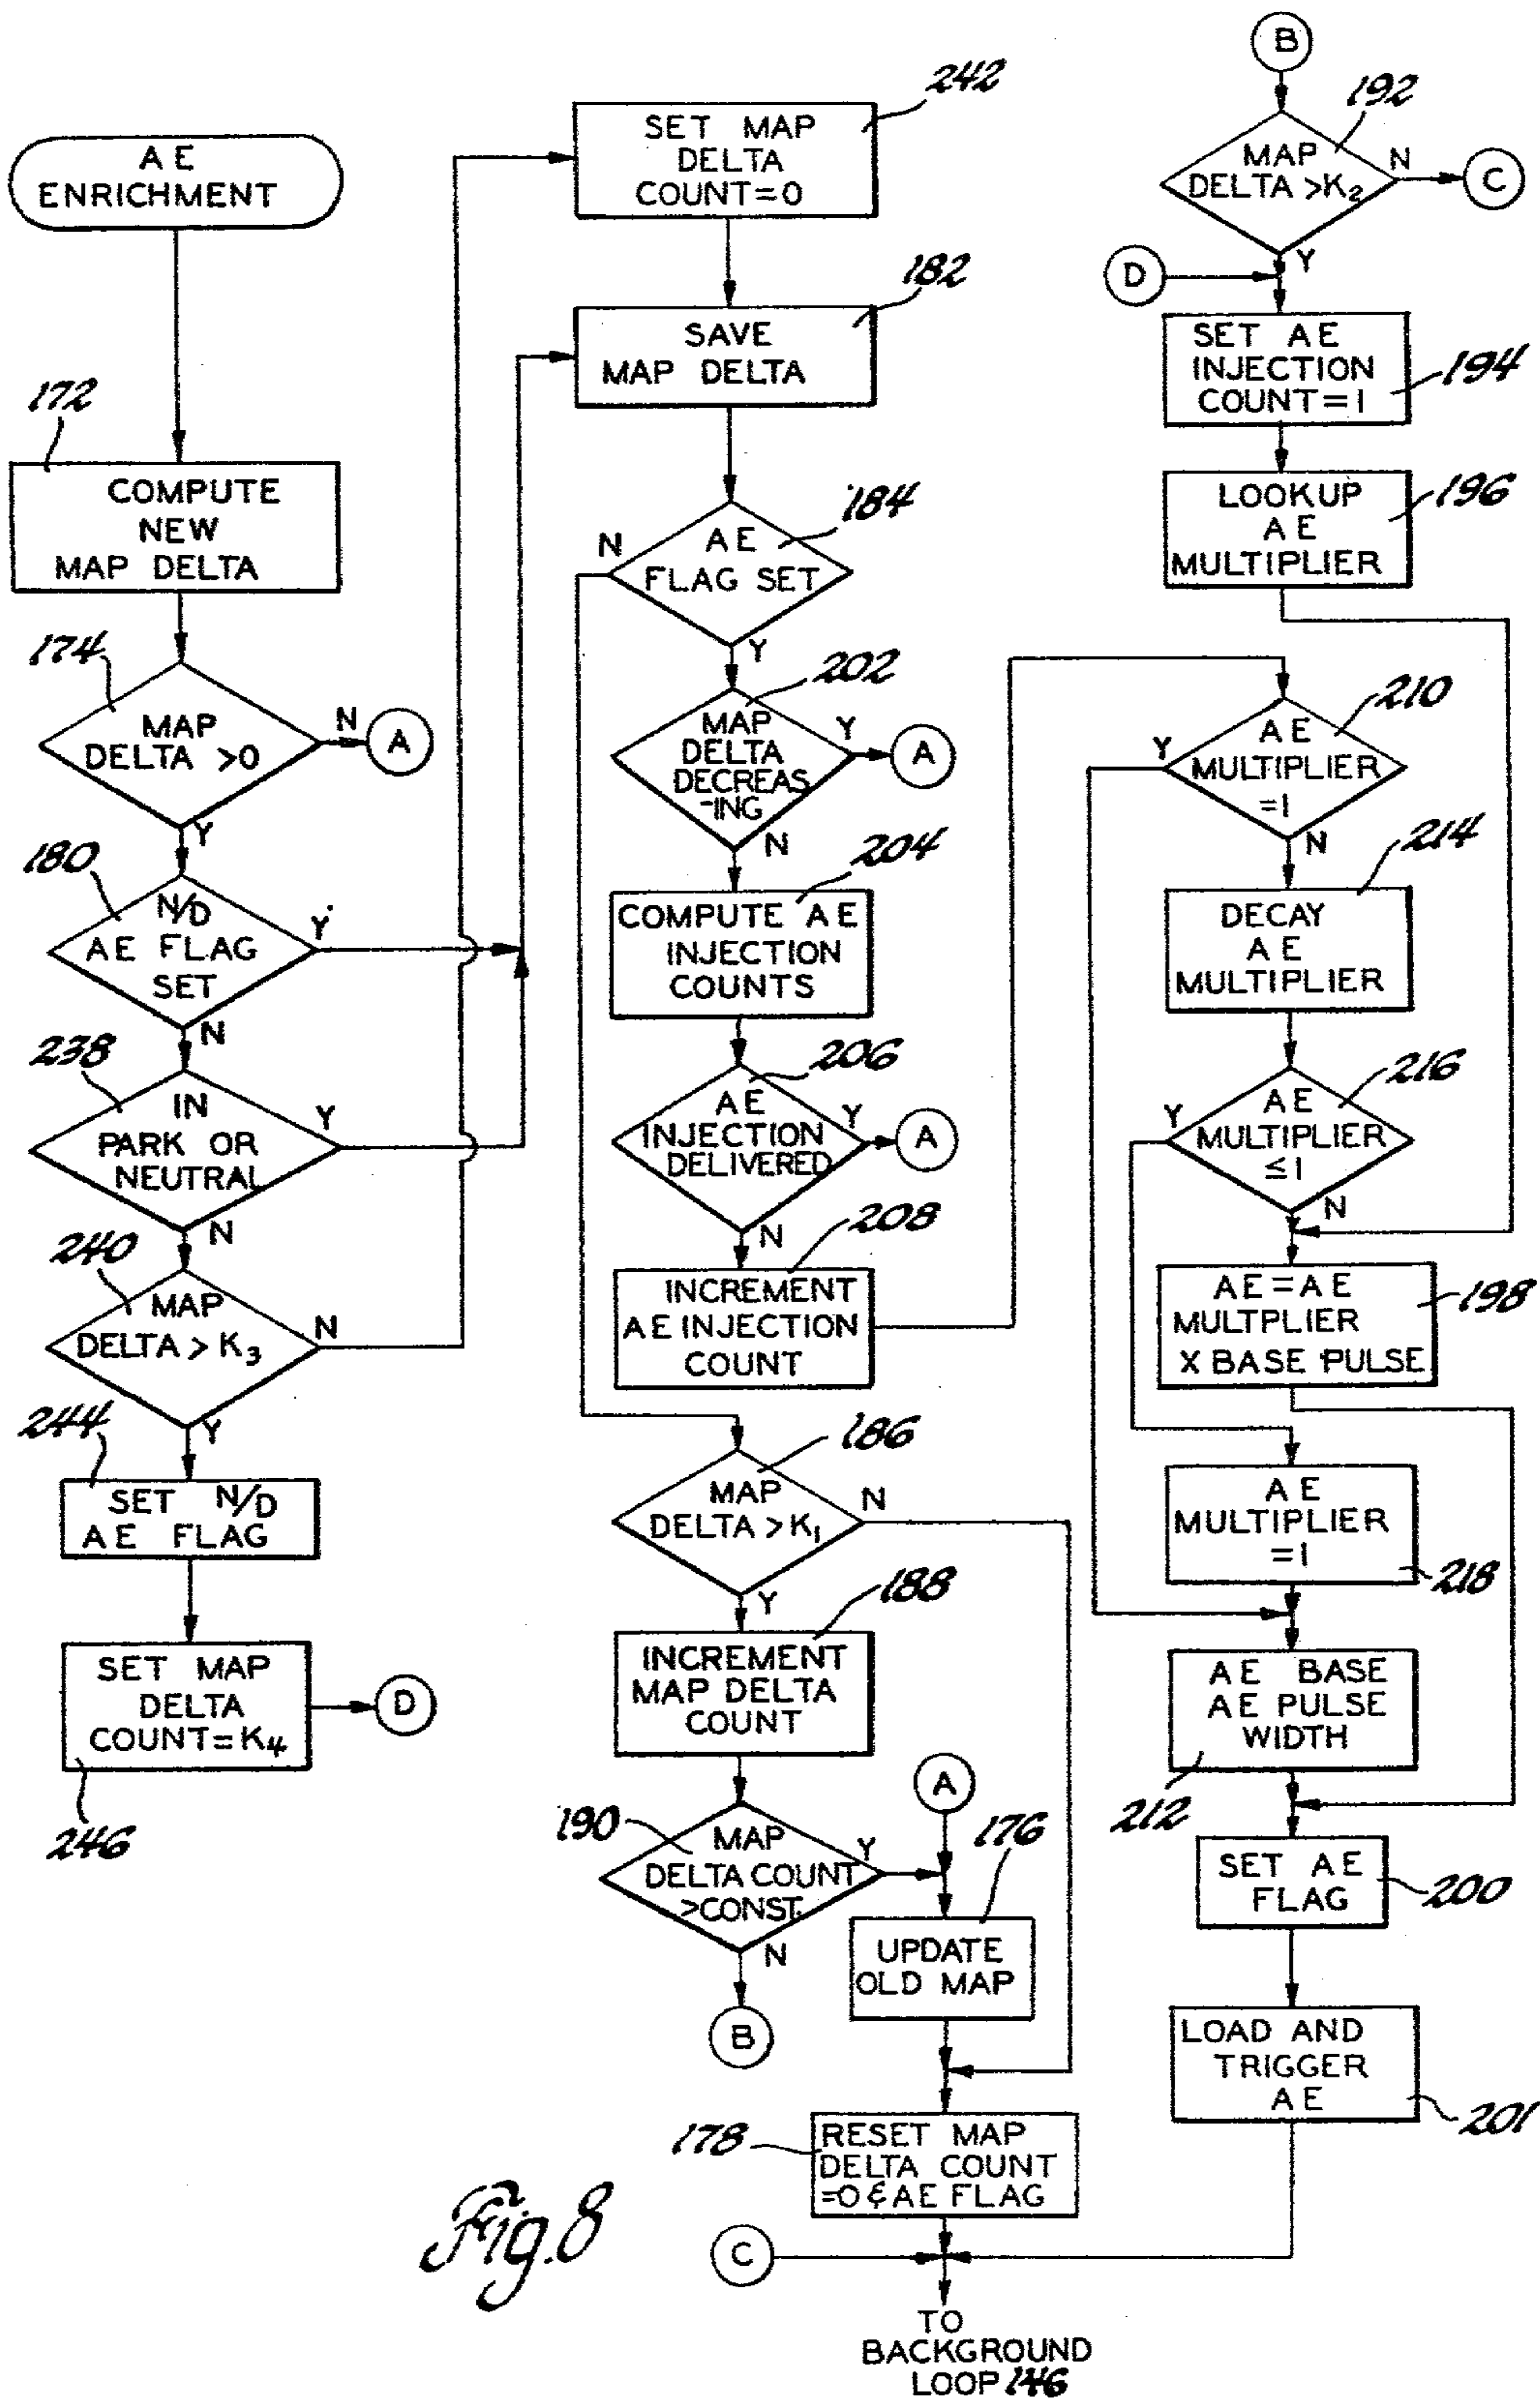 AE
ENRICHMENT
172
COMPUTE
NEW
MAP DELTA
174
MAP
DELTA >0
N
A
Y
180
N/D
AE FLAG
SET
Y
N
238
IN
PARK OR
NEUTRAL
Y
N
240
MAP
DELTA > K3
N
Y
244
SET N/D
AE FLAG
SET MAP
DELTA
COUNT=K4
D
246
242
SET MAP
DELTA
COUNT=0
182
SAVE
MAP DELTA
184
N
AE
FLAG SET
Y
202
MAP
DELTA
DECREAS
-ING
Y
A
N
204
COMPUTE AE
INJECTION
COUNTS
206
AE
INJECTION
DELIVERED
Y
A
N
208
INCREMENT
AE INJECTION
COUNT
186
MAP
DELTA > K1
N
Y
188
INCREMENT
MAP DELTA
COUNT
190
MAP
DELTA COUNT
>CONST.
Y
N
B
A
176
UPDATE
OLD MAP
178
RESET MAP
DELTA COUNT
=0 & AE FLAG
C
TO
BACKGROUND
LOOP 146
B
192
MAP
DELTA >K2
N
C
Y
D
SET AE
INJECTION
COUNT=1
194
LOOKUP
AE
MULTIPLIER
196
210
Y
AE
MULTIPLIER
=1
N
214
DECAY
AE
MULTIPLIER
216
Y
AE
MULTIPLIER
≤1
N
AE=AE
MULTPLIER
X BASE PULSE
198
AE
MULTIPLIER
=1
218
AE BASE
AE PULSE
WIDTH
212
SET AE
FLAG
200
LOAD AND
TRIGGER
AE
201
Fig. 8